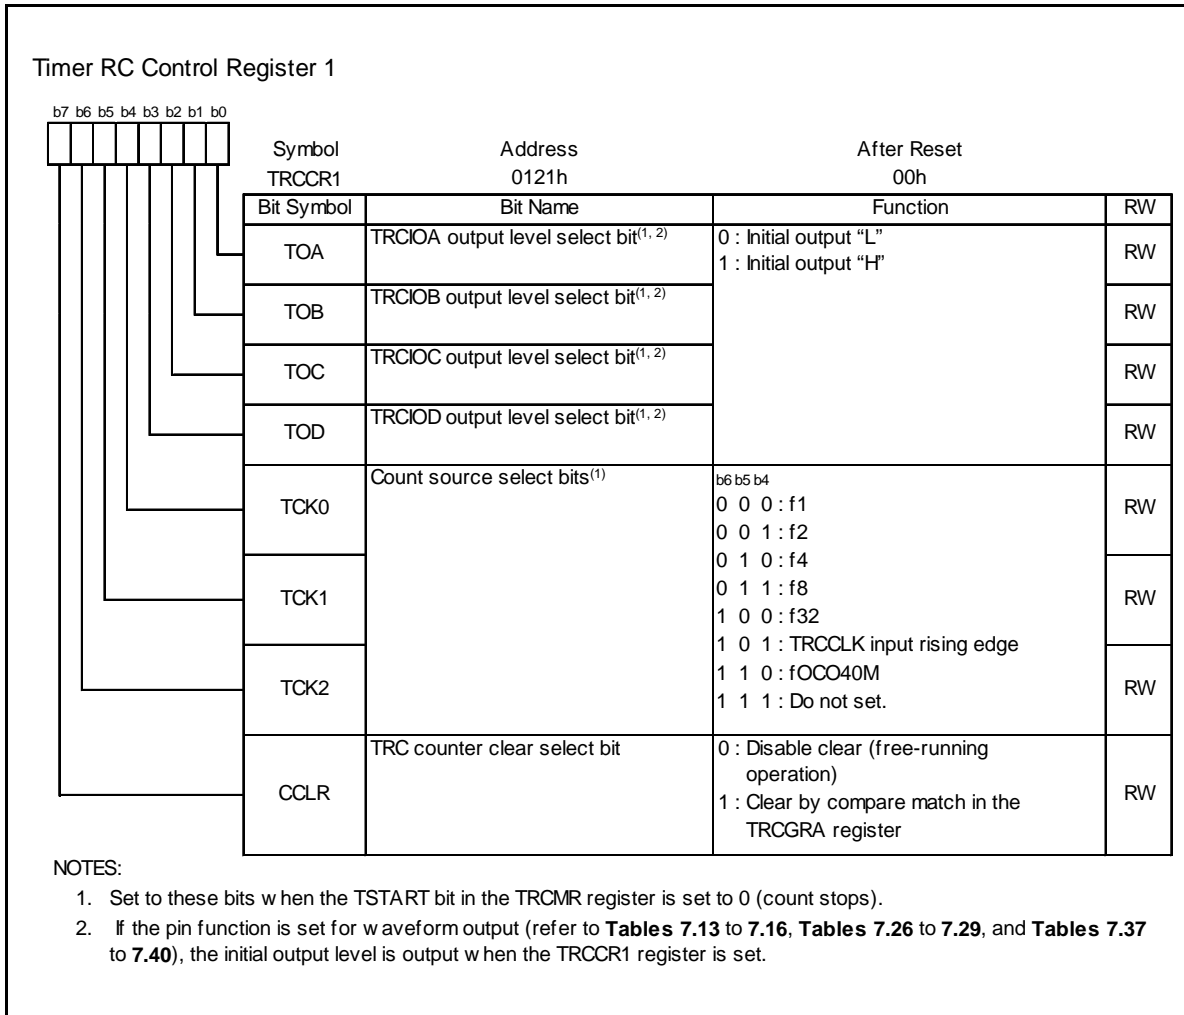 Timer RC Control Register 1
b7 b6 b5 b4 b3 b2 b1 b0
Symbol Address After Reset
TRCCR1 0121h 00h
Bit Symbol Bit Name Function RW
TOA TRCIOA output level select bit(1, 2) 0 : Initial output “L”
1 : Initial output “H” RW
TOB TRCIOB output level select bit(1, 2) RW
TOC TRCIOC output level select bit(1, 2) RW
TOD TRCIOD output level select bit(1, 2) RW
TCK0 Count source select bits(1) RW
b6 b5 b4
0 0 0 : f1
0 0 1 : f2
0 1 0 : f4
TCK1 0 1 1 : f8 RW
1 0 0 : f32
1 0 1 : TRCCLK input rising edge
TCK2 1 1 0 : fOCO40M RW
1 1 1 : Do not set.
CCLR TRC counter clear select bit 0 : Disable clear (free-running
operation)
1 : Clear by compare match in the
TRCGRA register RW
NOTES:
1. Set to these bits when the TSTART bit in the TRCMR register is set to 0 (count stops).
2. If the pin function is set for waveform output (refer to Tables 7.13 to 7.16, Tables 7.26 to 7.29, and Tables 7.37
to 7.40), the initial output level is output when the TRCCR1 register is set.